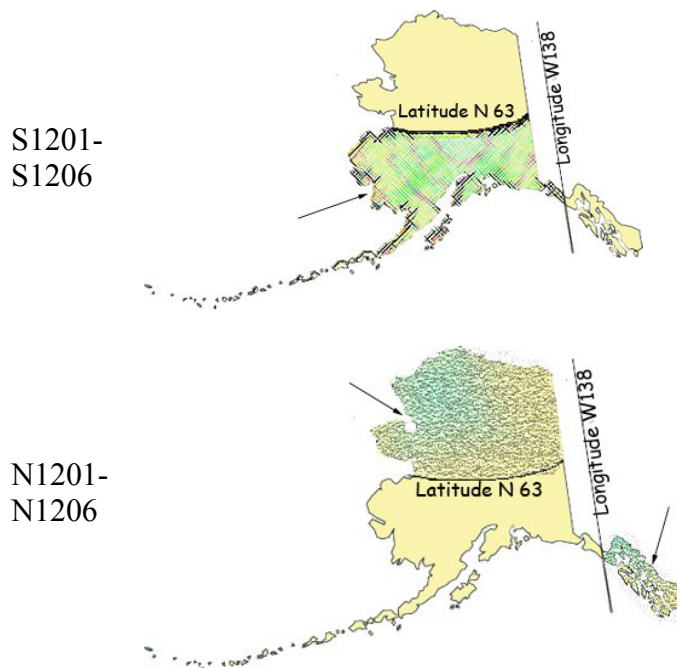 S1201-
S1206
Latitude N 63
Longitude W138
N1201-
N1206
Latitude N 63
Longitude W138